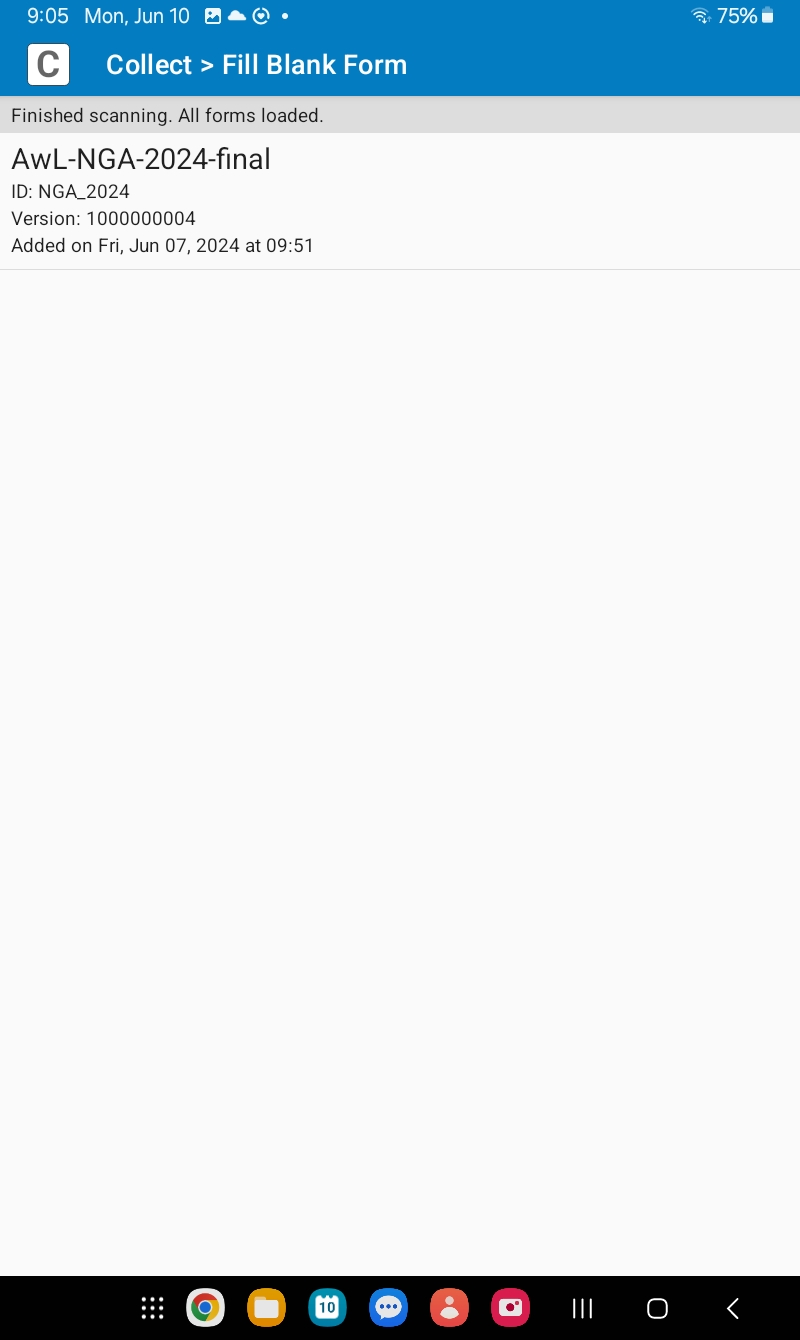 9:05 Mon, Jun 10 75%
C Collect > Fill Blank Form
Finished scanning. All forms loaded.
AwL-NGA-2024-final
ID: NGA_2024
Version: 1000000004
Added on Fri, Jun 07, 2024 at 09:51
10